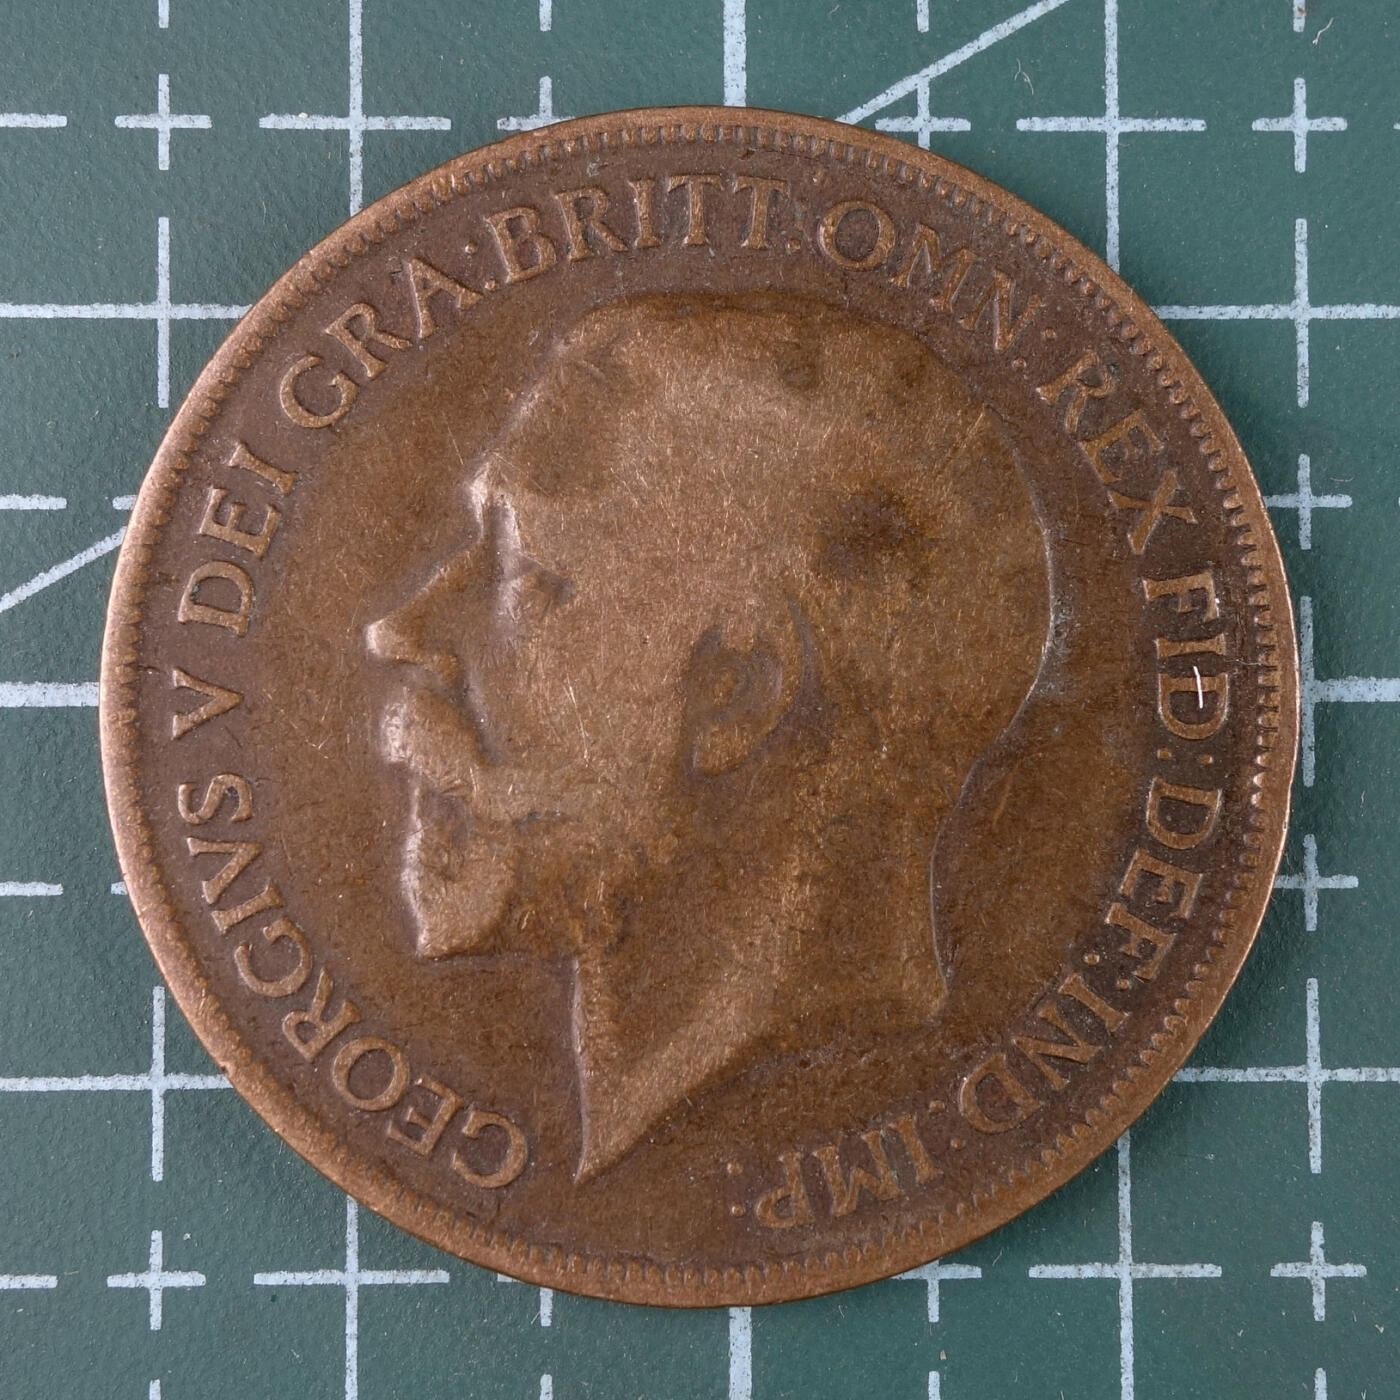 GEORGIVS V DEI GRA: BRITT: OMN: REX FID: DEF: IND: IMP: